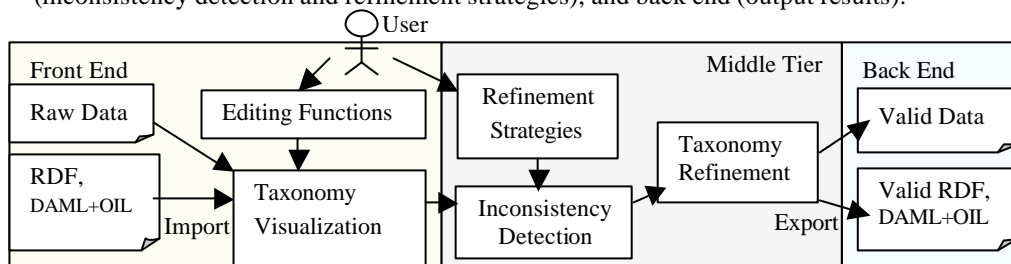 (inconsistency detection and refinement strategies), and back end (output results).
User
Front End
Middle Tier
Back End
Raw Data
Editing Functions
Refinement
Strategies
Valid Data
RDF,
DAML+OIL
Import
Taxonomy
Visualization
Inconsistency
Detection
Taxonomy
Refinement
Export
Valid RDF,
DAML+OIL